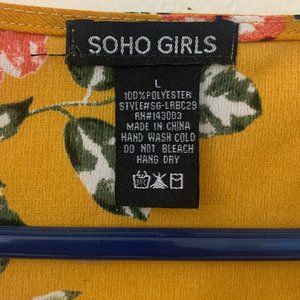 SOHO GIRLS
L
100%POLYESTER
STYLE#SG-LRBC29
RN#143003
MADE IN CHINA
HAND WASH COLD
DO NOT BLEACH
HANG DRY